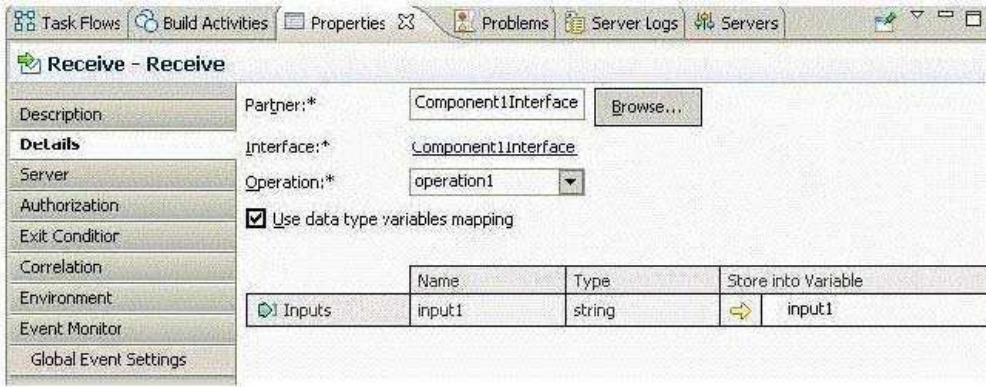 Task Flows Build Activities Properties Problems Server Logs Servers
Receive - Receive
Description
Details
Server
Authorization
Exit Condition
Correlation
Environment
Event Monitor
Global Event Settings
Partner:* Component1Interface Browse...
Interface:* Component1Interface
Operation:* operation1
Use data type variables mapping
Name Type Store into Variable
Inputs input1 string input1